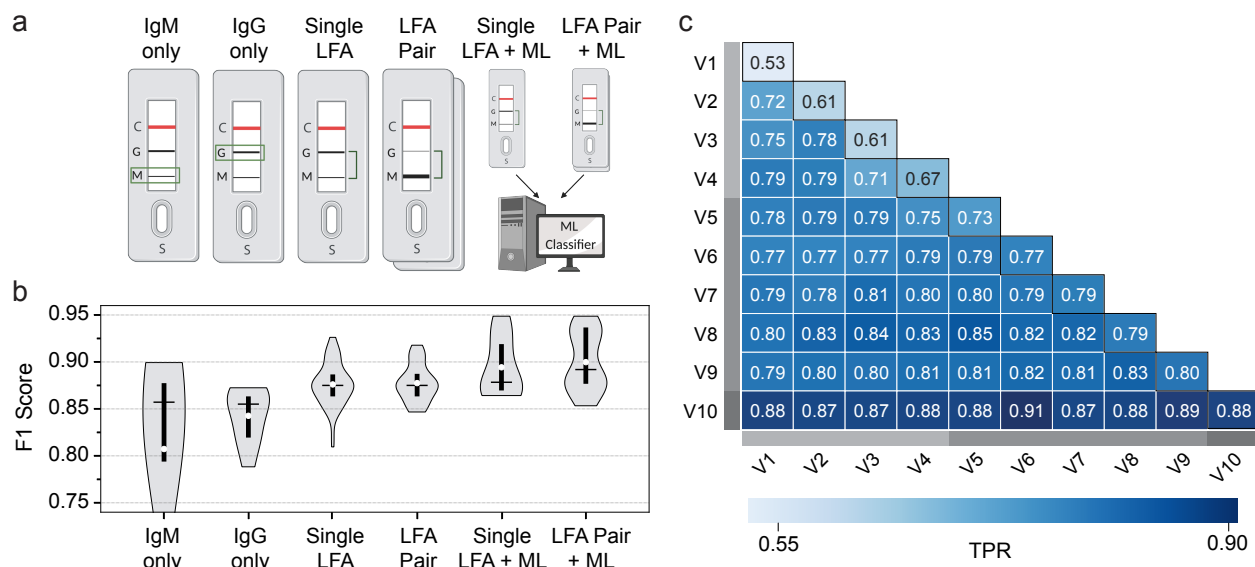 a
IgM only
IgG only
Single LFA
LFA Pair
Single LFA + ML
LFA Pair + ML
C
G
M
S
C
G
M
S
C
G
M
S
C
G
M
S
C
G
M
S
C
G
M
S
ML
Classifier
b
F1 Score
0.95
0.90
0.85
0.80
0.75
IgM only
IgG only
Single LFA
LFA Pair
Single LFA + ML
LFA Pair + ML
c
V1 0.53
V2 0.72 0.61
V3 0.75 0.78 0.61
V4 0.79 0.79 0.71 0.67
V5 0.78 0.79 0.79 0.75 0.73
V6 0.77 0.77 0.79 0.79 0.79 0.77
V7 0.79 0.78 0.81 0.80 0.80 0.79 0.79
V8 0.80 0.83 0.84 0.83 0.85 0.82 0.82 0.79
V9 0.79 0.80 0.80 0.81 0.81 0.82 0.81 0.83 0.80
V10 0.88 0.87 0.87 0.88 0.88 0.91 0.87 0.88 0.89 0.88
V1 V2 V3 V4 V5 V6 V7 V8 V9 V10
0.55 TPR 0.90